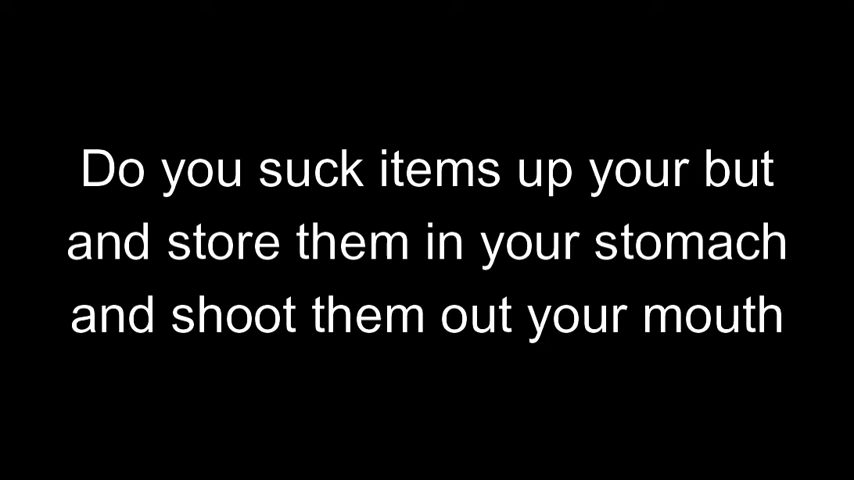 Do you suck items up your but
and store them in your stomach
and shoot them out your mouth